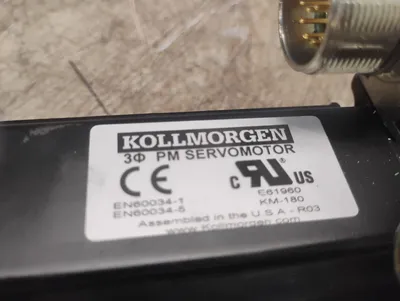 KOLLMORGEN
3Φ PM SERVOMOTOR
CE
c RU US
EN60034-1
EN60034-5
E61960
KM-180
Assembled in the U S A - R03
www.Kollmorgen.com